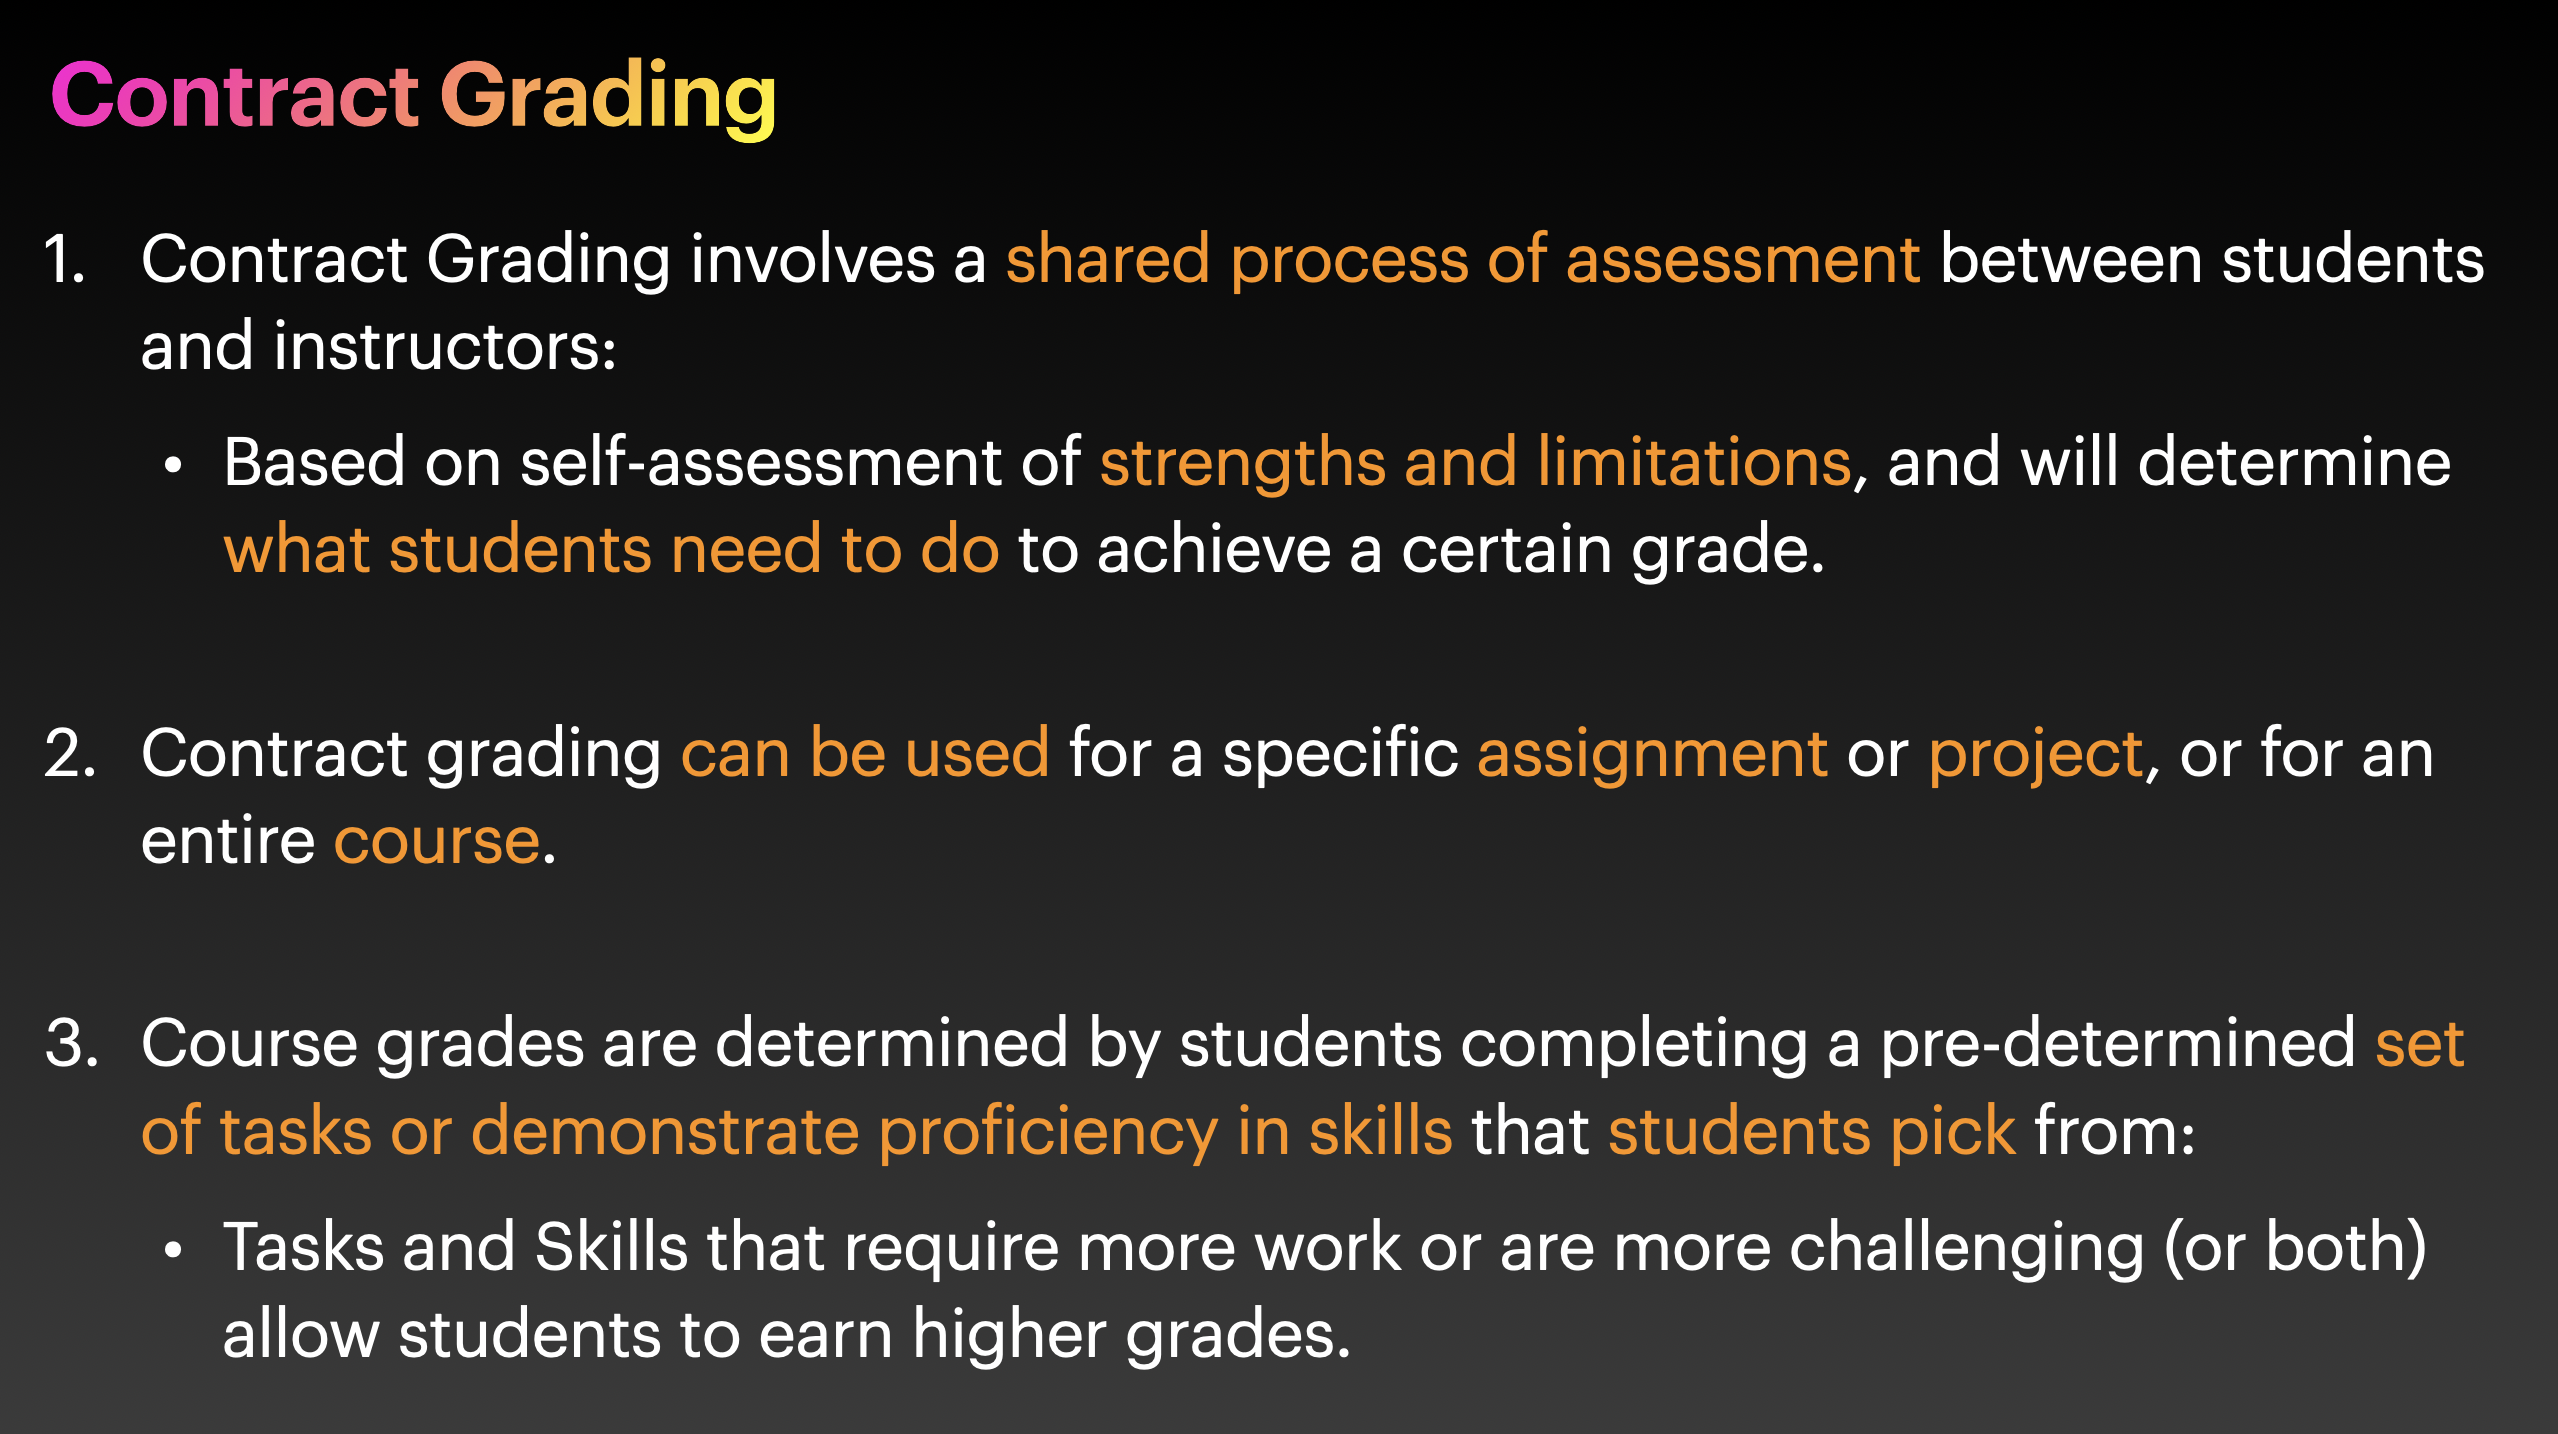 Contract Grading
1. Contract Grading involves a shared process of assessment between students
and instructors:
• Based on self-assessment of strengths and limitations, and will determine
what students need to do to achieve a certain grade.
2. Contract grading can be used for a specific assignment or project, or for an
entire course.
3. Course grades are determined by students completing a pre-determined set
of tasks or demonstrate proficiency in skills that students pick from:
• Tasks and Skills that require more work or are more challenging (or both)
allow students to earn higher grades.